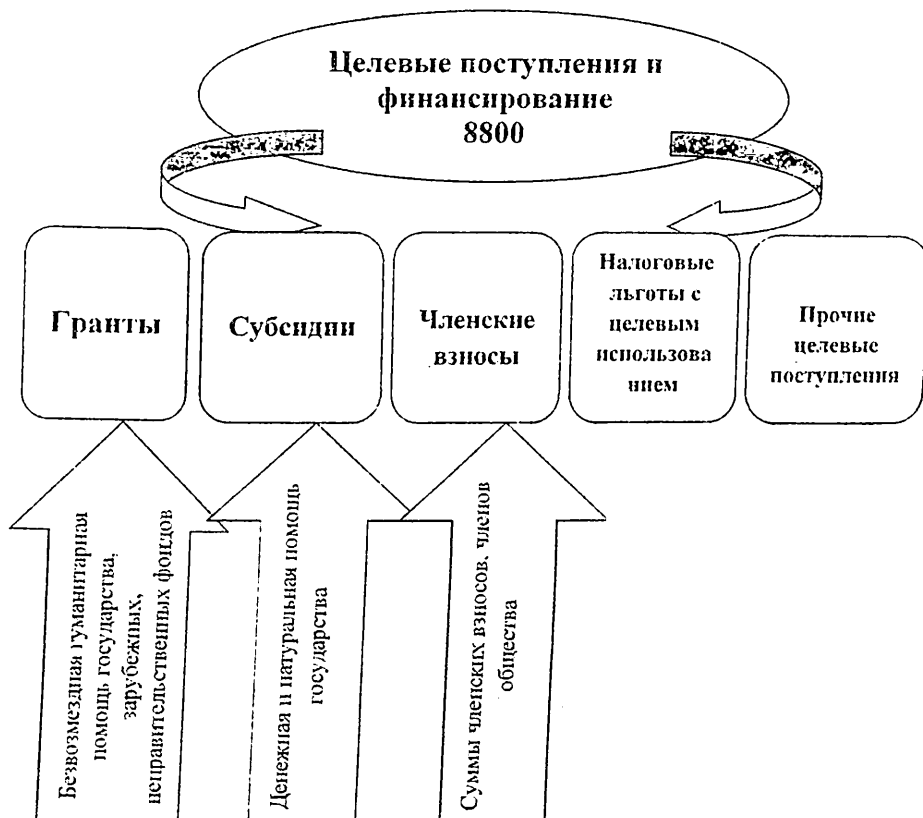 Целевые поступления и
финансирование
8800
Гранты
Субсидии
Членские
взносы
Налоговые
льготы с
целевым
использова
нием
Прочие
целевые
поступления
Безвозмездная гуманитарная
помощь государства,
зарубежных,
неправительственных фондов
Денежная и натуральная помощь
государства
Суммы членских взносов, членов
общества